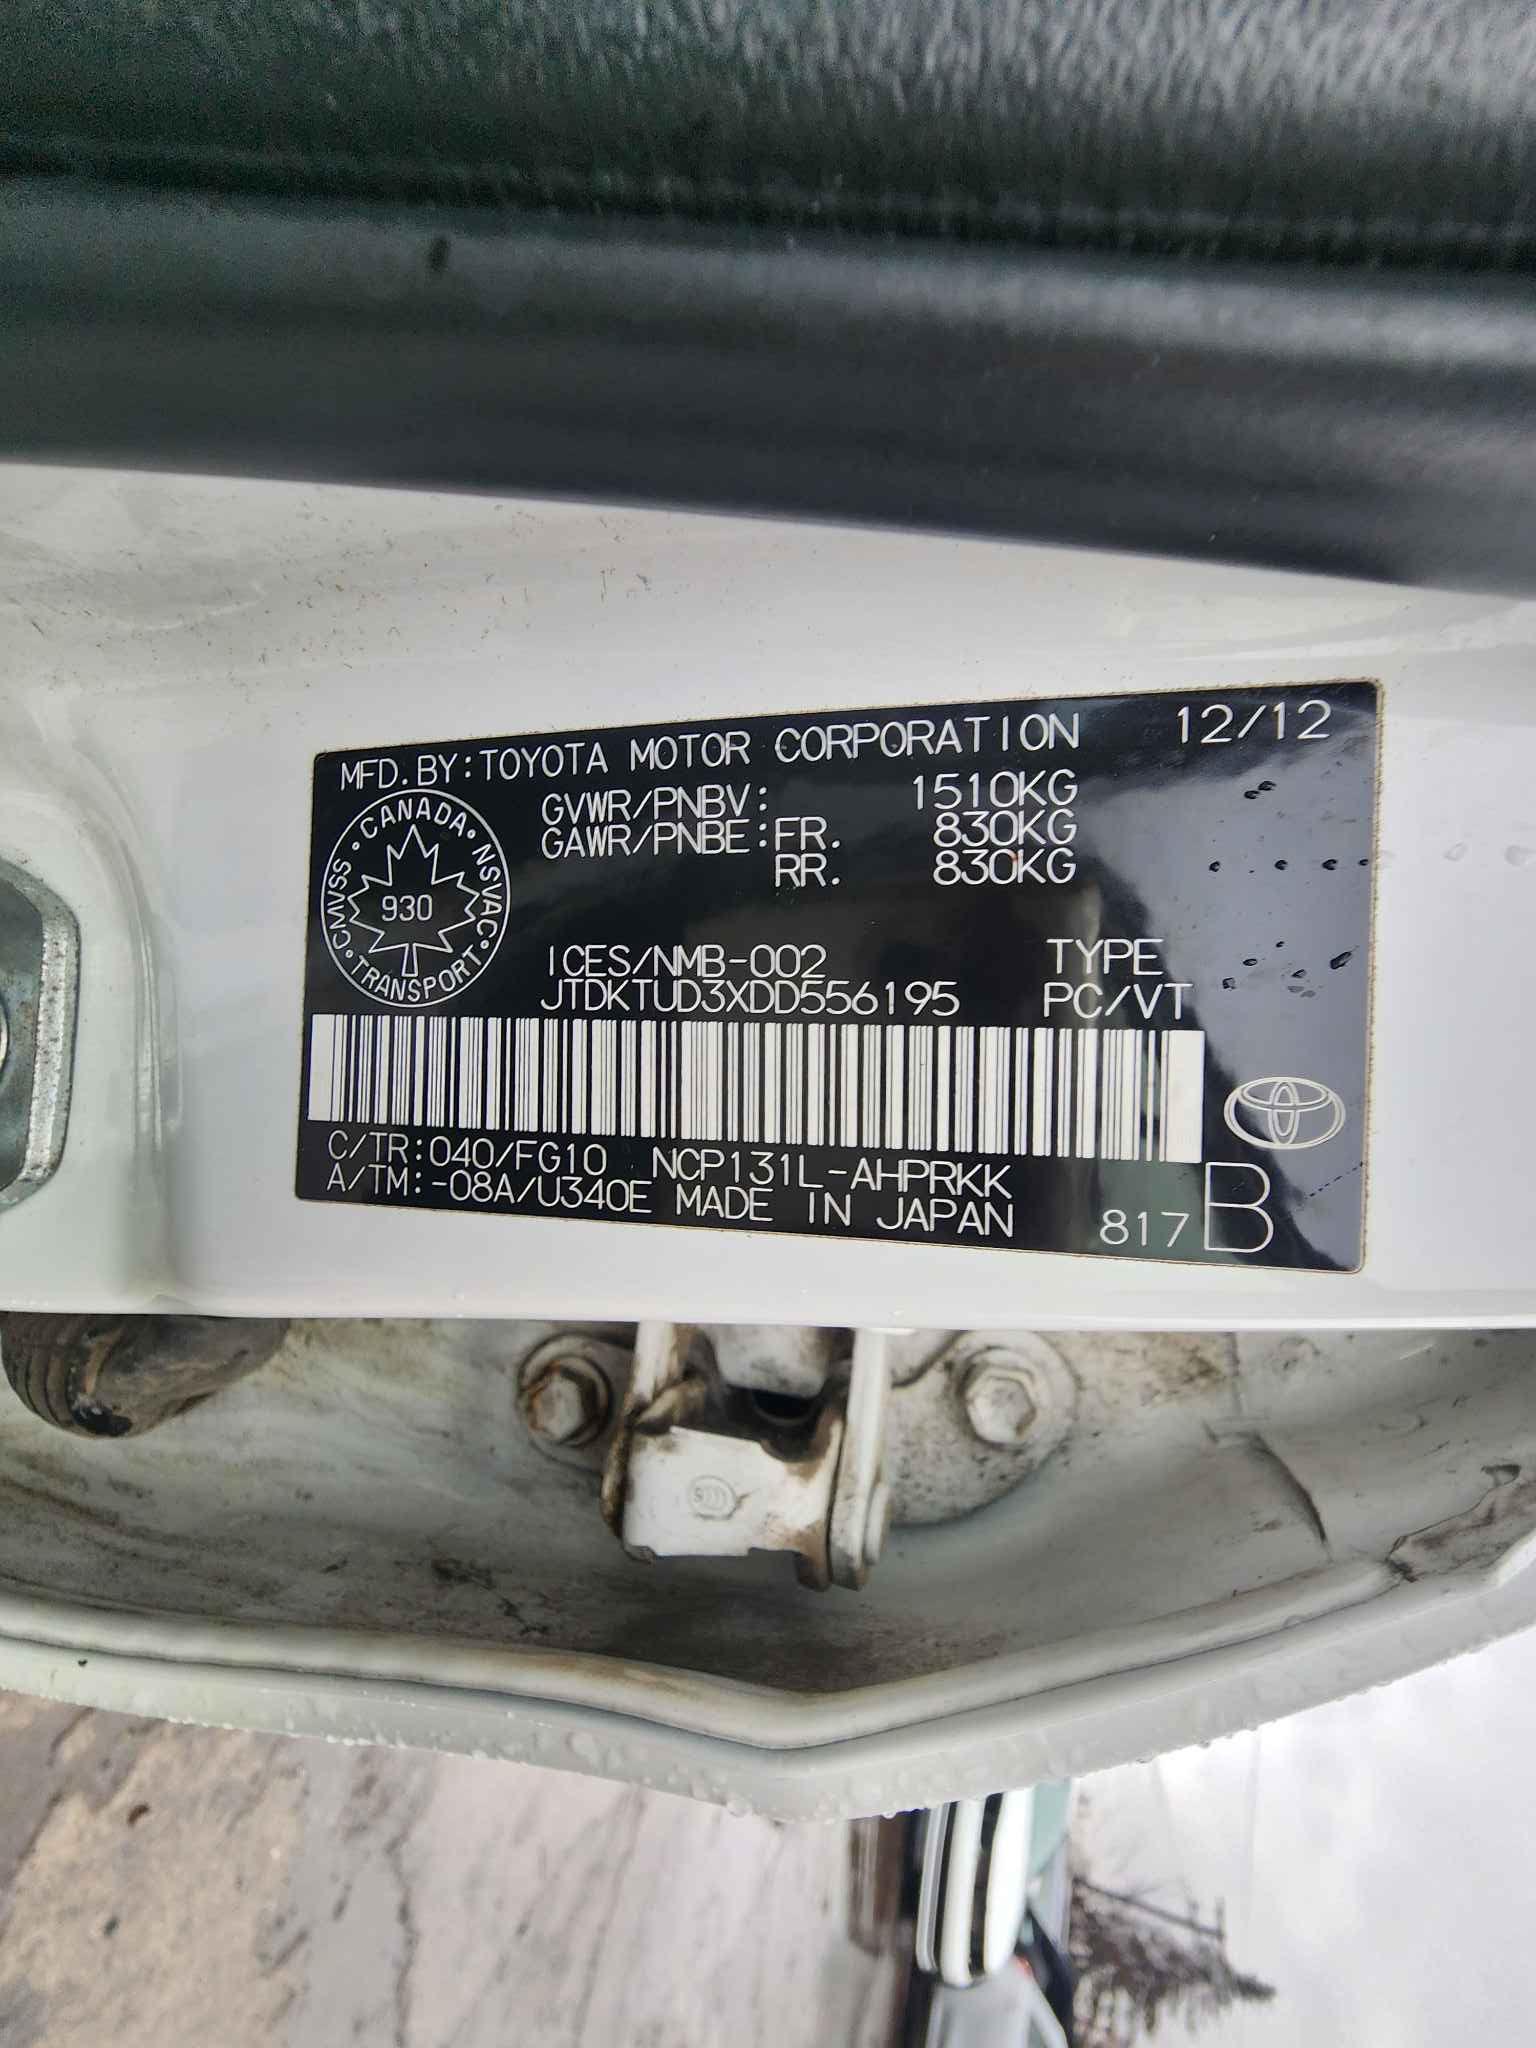 MFD. BY: TOYOTA MOTOR CORPORATION 12/12
GVWR/PNBV: 1510KG
GAWR/PNBE: FR. 830KG
RR. 830KG
CMVSS · CANADA · NSVAC · TRANSPORT
930
ICES/NMB-002 TYPE
JTDKTUD3XDD556195 PC/VT
C/TR: 040/FG10 NCP131L-AHPRKK
A/TM: -08A/U340E MADE IN JAPAN
817 B